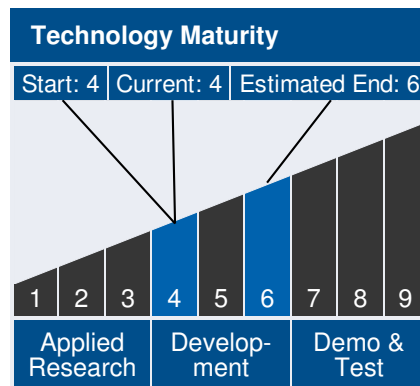 Technology Maturity
Start: 4 Current: 4 Estimated End: 6
1 2 3 4 5 6 7 8 9
Applied Develop- Demo &
Research ment Test